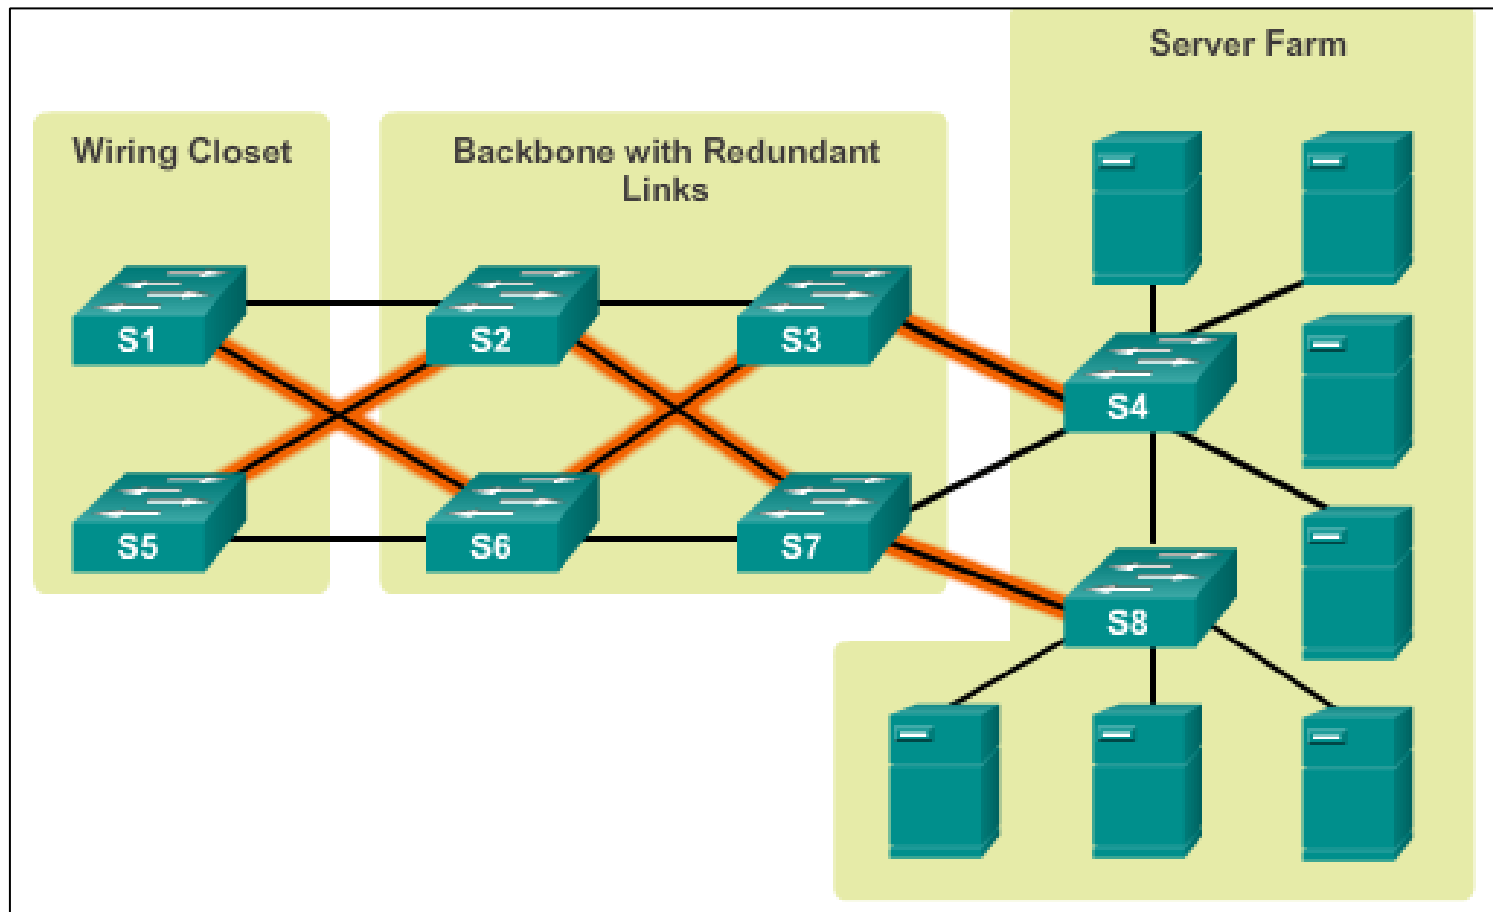 Server Farm
Wiring Closet
Backbone with Redundant
Links
S1
S2
S3
S4
S5
S6
S7
S8